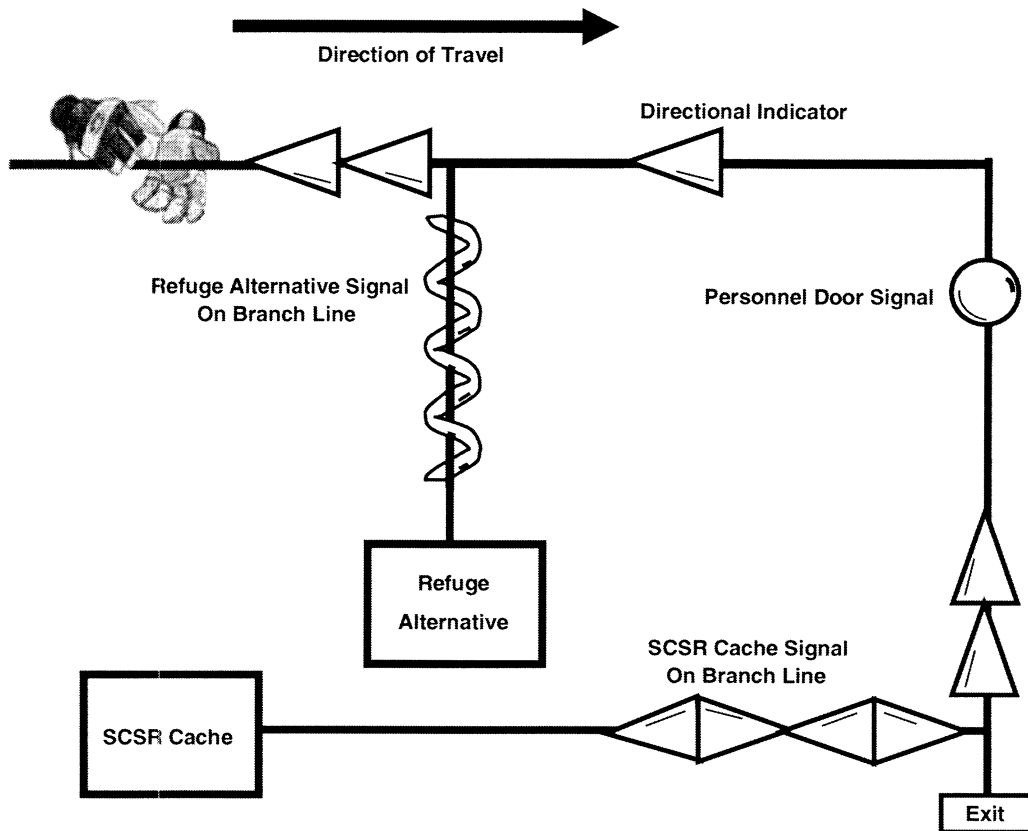 Direction of Travel
Directional Indicator
Refuge Alternative Signal
On Branch Line
Personnel Door Signal
Refuge
Alternative
SCSR Cache Signal
On Branch Line
SCSR Cache
Exit